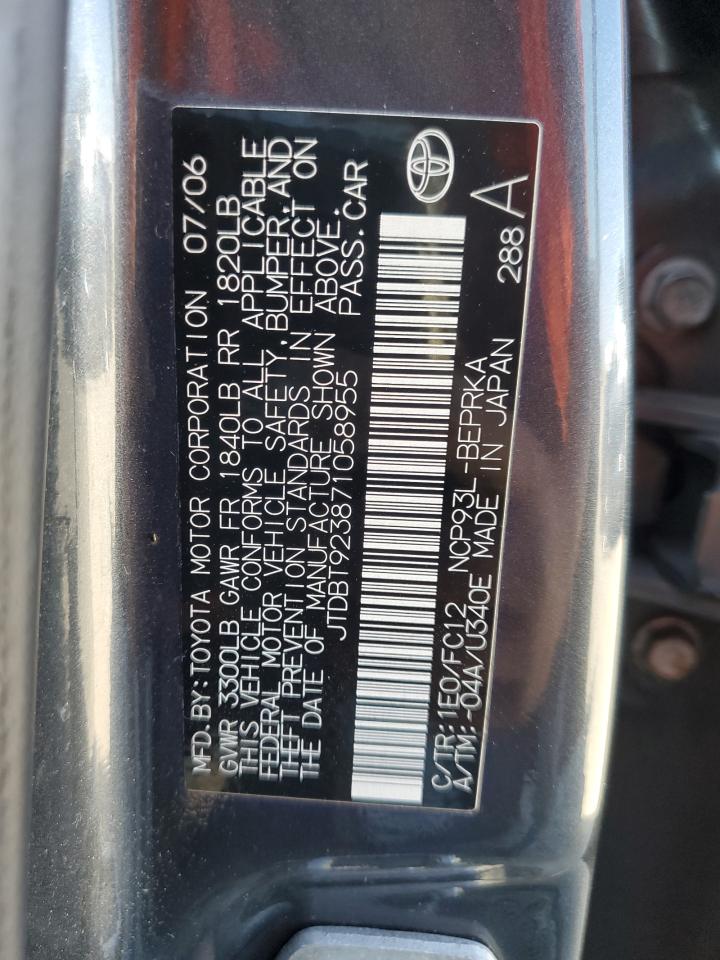 MFD.BY:TOYOTA MOTOR CORPORATION 07/06
GVWR 3300LB GAWR FR 1840LB RR 1820LB
THIS VEHICLE CONFORMS TO ALL APPLICABLE
FEDERAL MOTOR VEHICLE SAFETY,BUMPER,AND
THEFT PREVENTION STANDARDS IN EFFECT ON
THE DATE OF MANUFACTURE SHOWN ABOVE.
JTDBT923871058955 PASS.CAR
C/TR:1E0/FC12 NCP93L-BEPRKA
A/TM:-04A/U340E MADE IN JAPAN 288 A